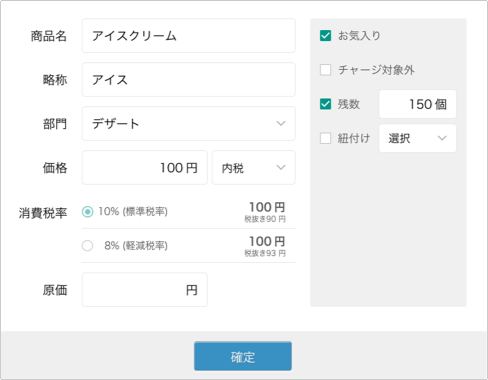 商品名 アイスクリーム
略称 アイス
部門 デザート
価格 100 円 内税
消費税率 10% (標準税率) 100 円
税抜き90 円
8% (軽減税率) 100 円
税抜き93 円
原価 円
お気入り
チャージ対象外
残数 150 個
紐付け 選択
確定